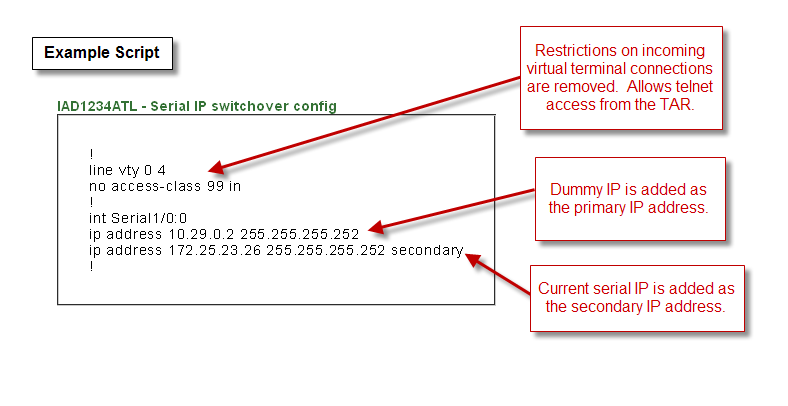 Example Script
Restrictions on incoming
virtual terminal connections
are removed.  Allows telnet
access from the TAR.
IAD1234ATL - Serial IP switchover config
!
line vty 0 4
no access-class 99 in
!
int Serial1/0:0
ip address 10.29.0.2 255.255.255.252
ip address 172.25.23.26 255.255.255.252 secondary
!
Dummy IP is added as
the primary IP address.
Current serial IP is added as
the secondary IP address.